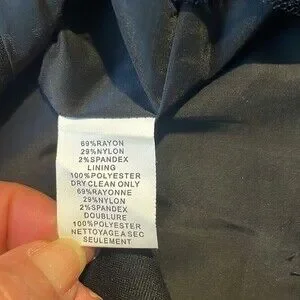 69%RAYON
29%NYLON
2%SPANDEX
LINING
100%POLYESTER
DRY CLEAN ONLY
69%RAYONNE
29%NYLON
2%SPANDEX
DOUBLURE
100%POLYESTER
NETTOYAGE A SEC
SEULEMENT